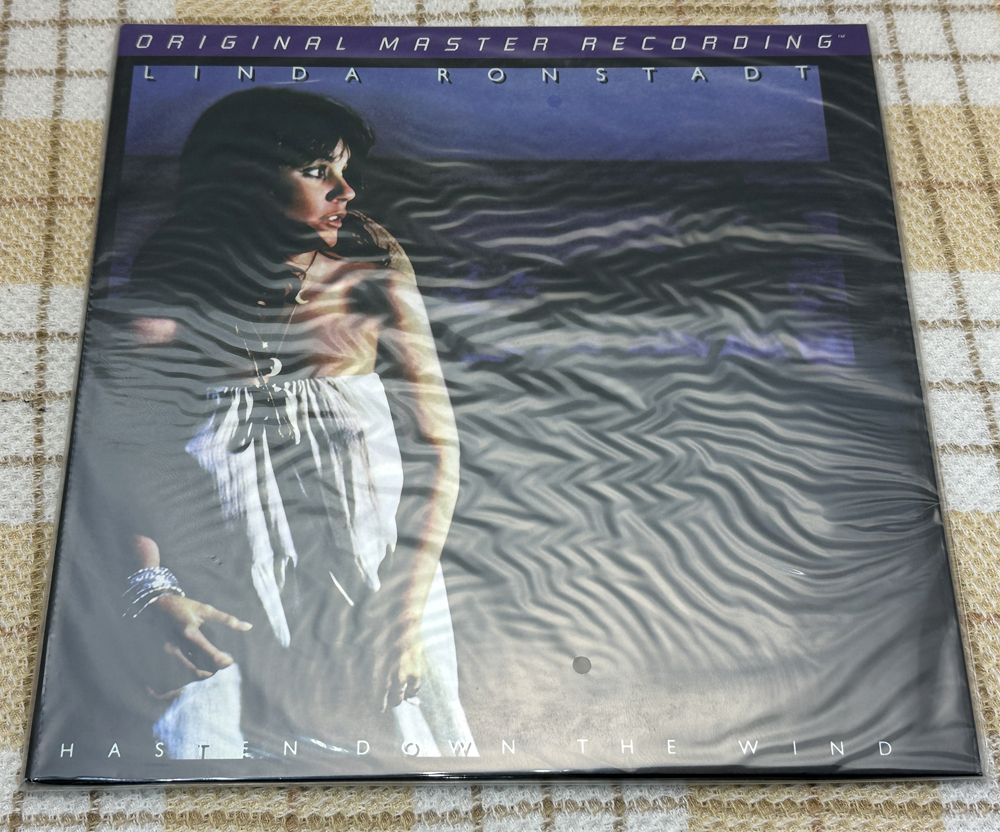 ORIGINAL MASTER RECORDING™
LINDA RONSTADT
HASTEN DOWN THE WIND